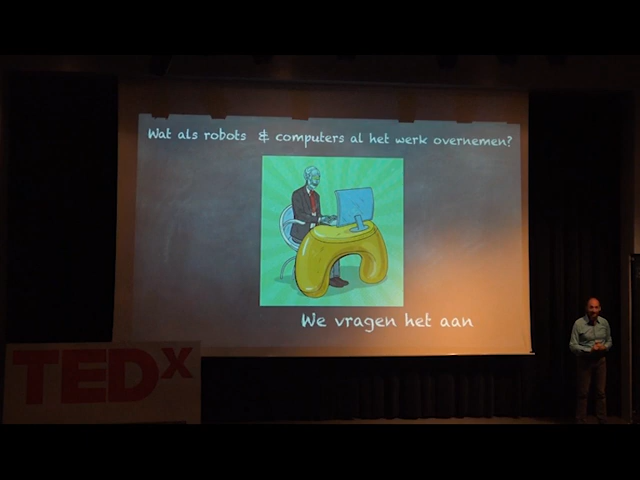 Wat als robots & computers al het werk overnemen?
We vragen het aan
TEDx